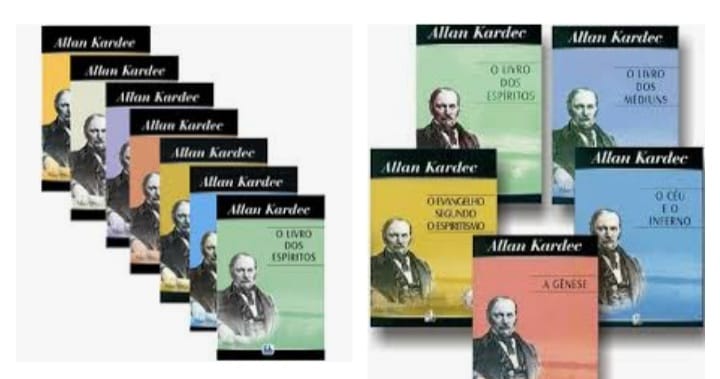 Allan Kardec
Allan Kardec
Allan Kardec
Allan Kardec
Allan Kardec
Allan Kardec
Allan Kardec
O LIVRO
DOS
ESPÍRITOS
Allan Kardec
O LIVRO
DOS
ESPÍRITOS
Allan Kardec
O LIVRO
DOS
MÉDIUNS
Allan Kardec
O EVANGELHO
SEGUNDO
O ESPIRITISMO
Allan Kardec
O CÉU
E O
INFERNO
Allan Kardec
A GÊNESE